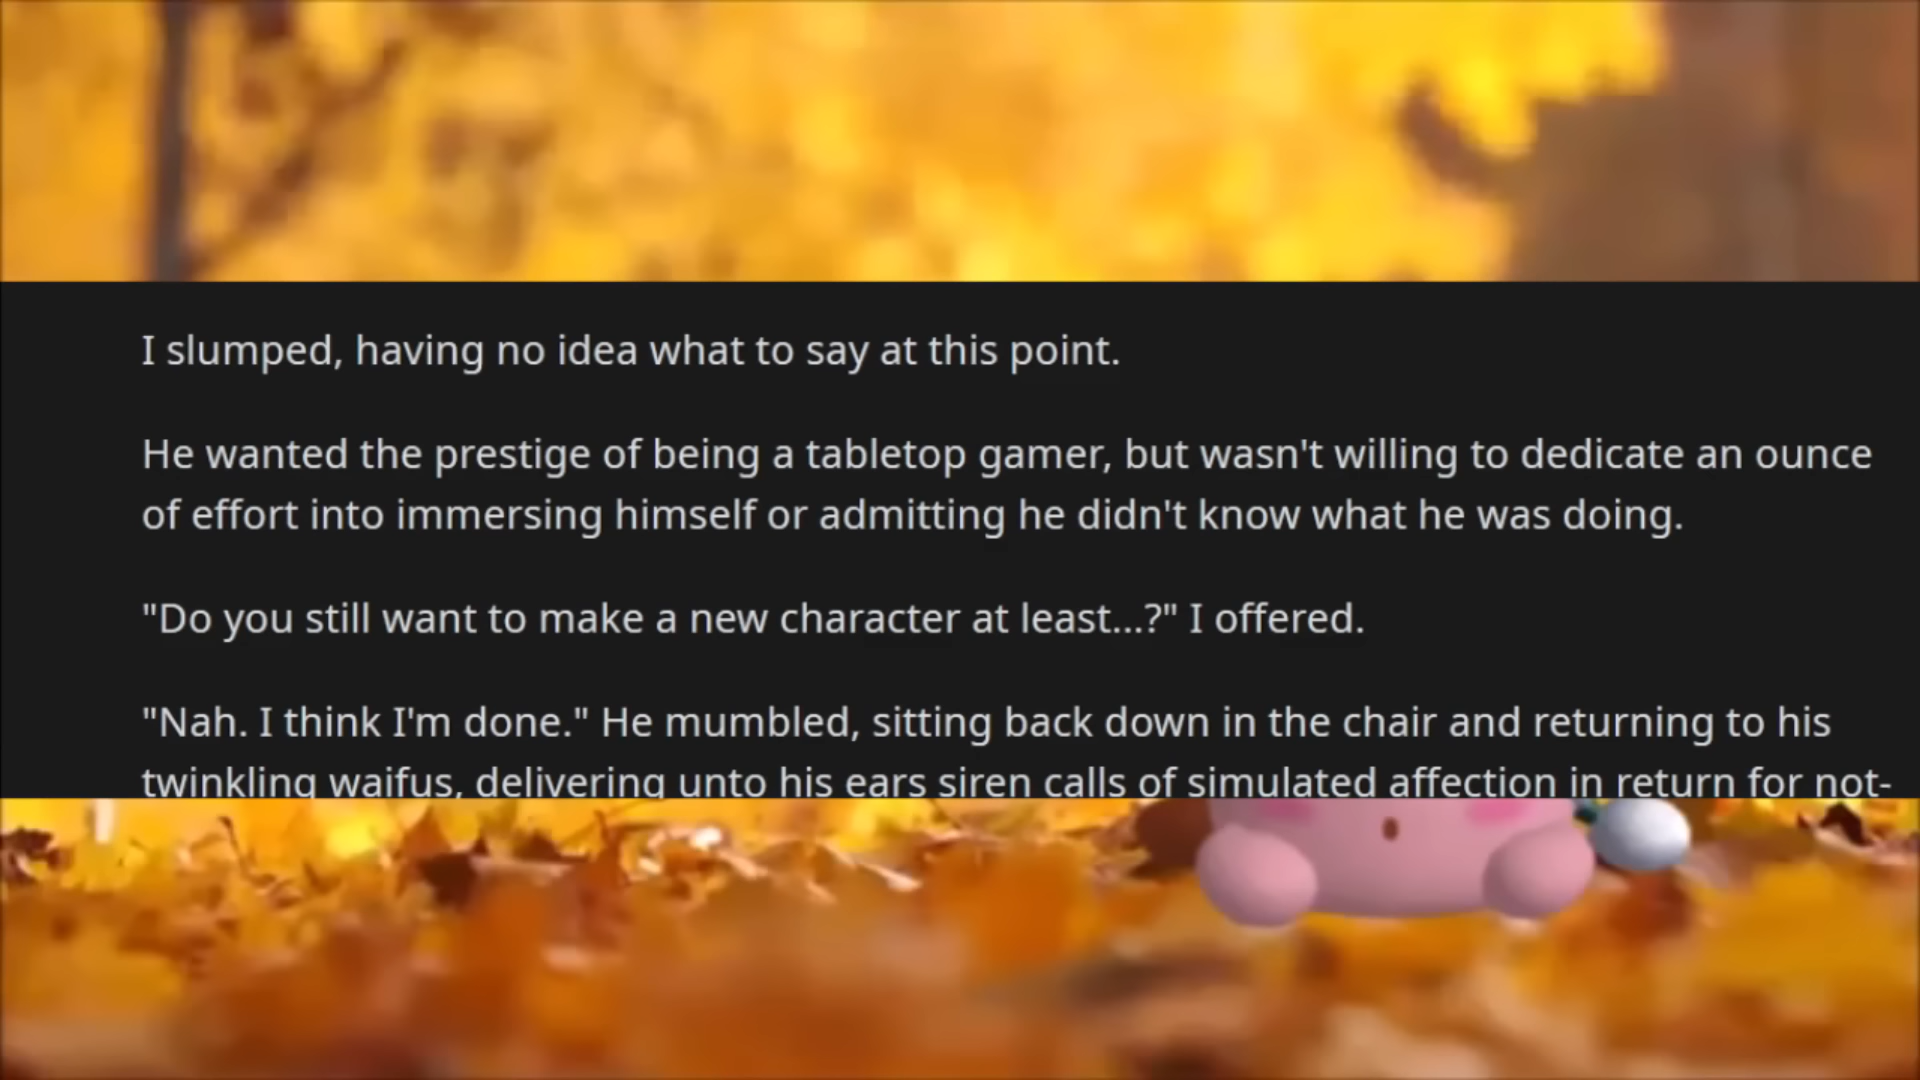 I slumped, having no idea what to say at this point.
He wanted the prestige of being a tabletop gamer, but wasn't willing to dedicate an ounce
of effort into immersing himself or admitting he didn't know what he was doing.
"Do you still want to make a new character at least...?" I offered.
"Nah. I think I'm done." He mumbled, sitting back down in the chair and returning to his
twinkling waifus, delivering unto his ears siren calls of simulated affection in return for not-